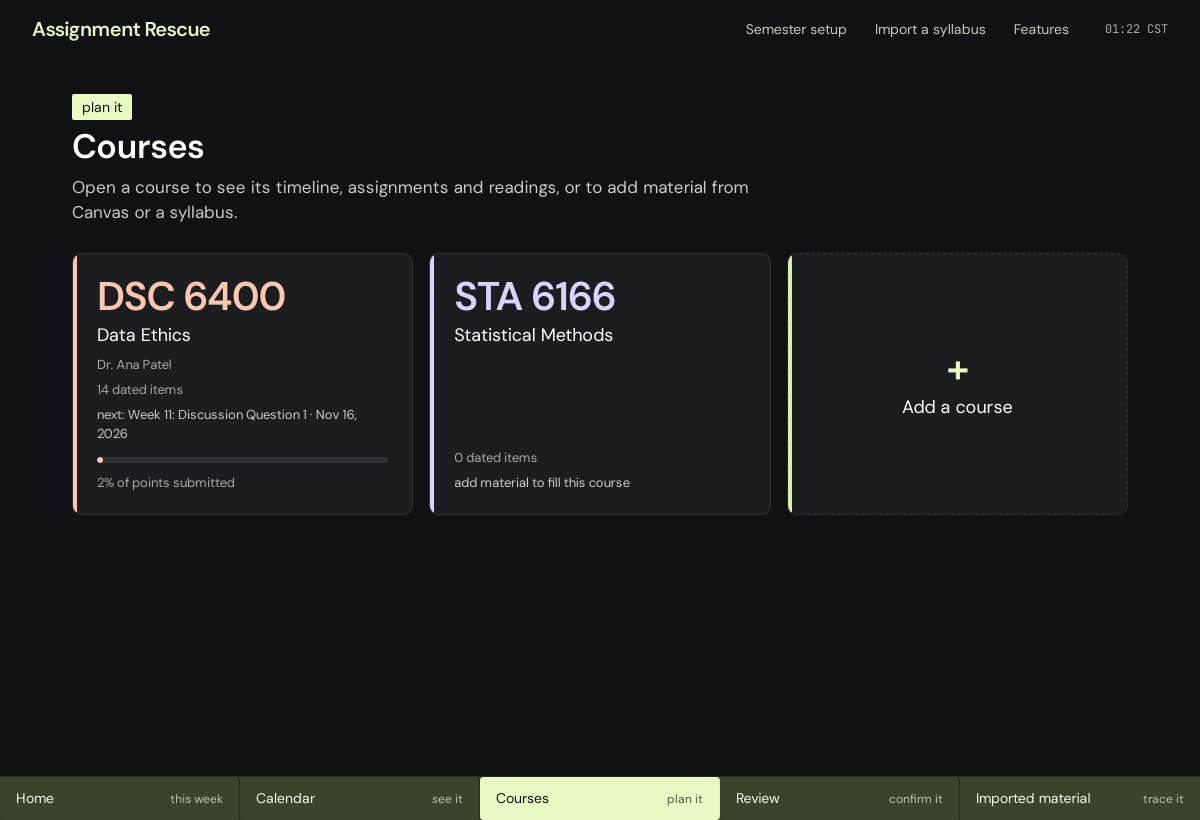 Assignment Rescue
Semester setup
Import a syllabus
Features
01:22 CST
plan it
Courses
Open a course to see its timeline, assignments and readings, or to add material from
Canvas or a syllabus.
DSC 6400
Data Ethics
Dr. Ana Patel
14 dated items
next: Week 11: Discussion Question 1 · Nov 16,
2026
2% of points submitted
STA 6166
Statistical Methods
0 dated items
add material to fill this course
+
Add a course
Home
this week
Calendar
see it
Courses
plan it
Review
confirm it
Imported material
trace it